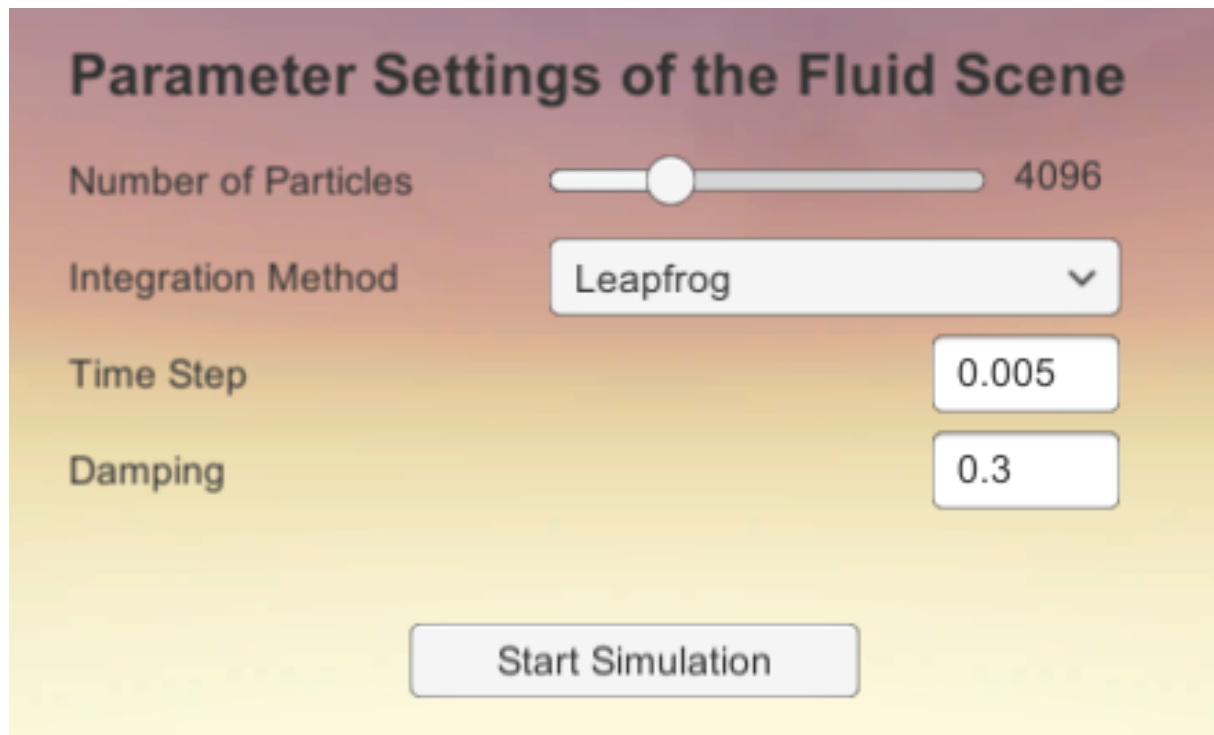 Parameter Settings of the Fluid Scene
Number of Particles 4096
Integration Method Leapfrog
Time Step 0.005
Damping 0.3
Start Simulation